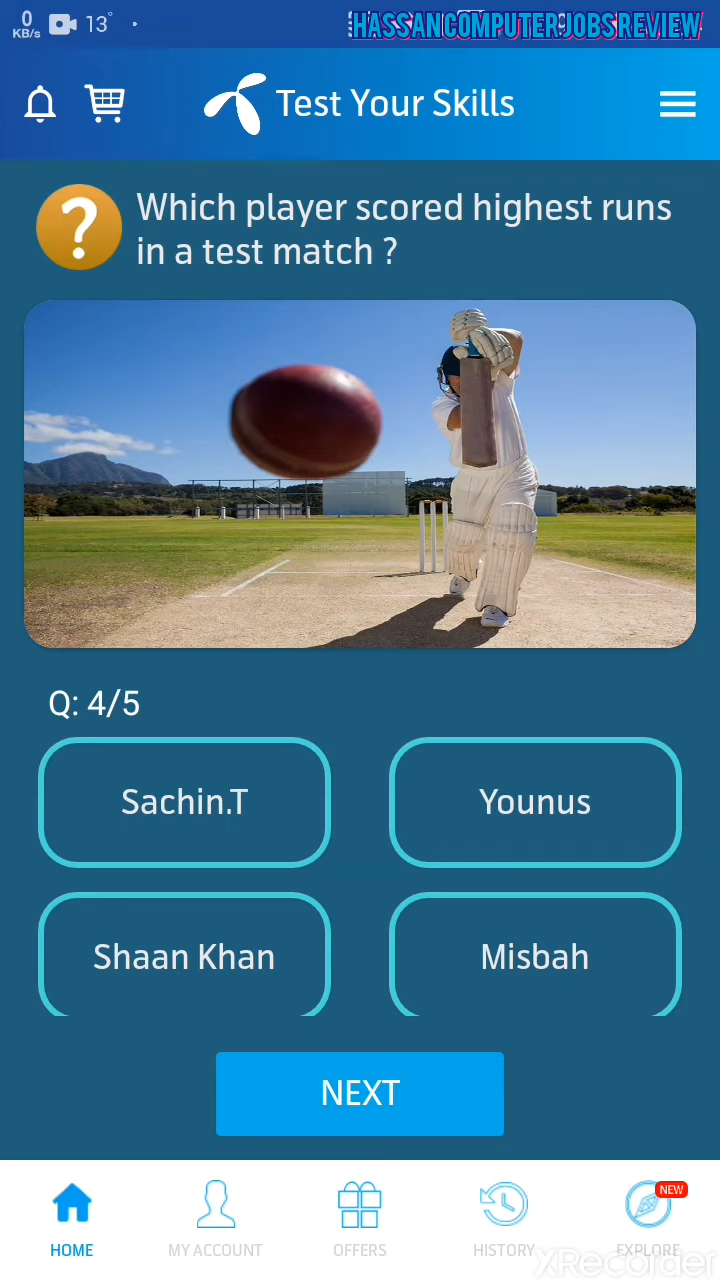 0
KB/s
13°
HASSANCOMPUTERJOBSREVIEW
Test Your Skills
?
Which player scored highest runs
in a test match ?
Q: 4/5
Sachin.T
Younus
Shaan Khan
Misbah
NEXT
NEW
HOME
MY ACCOUNT
OFFERS
HISTORY
EXPLORE
XRecorder